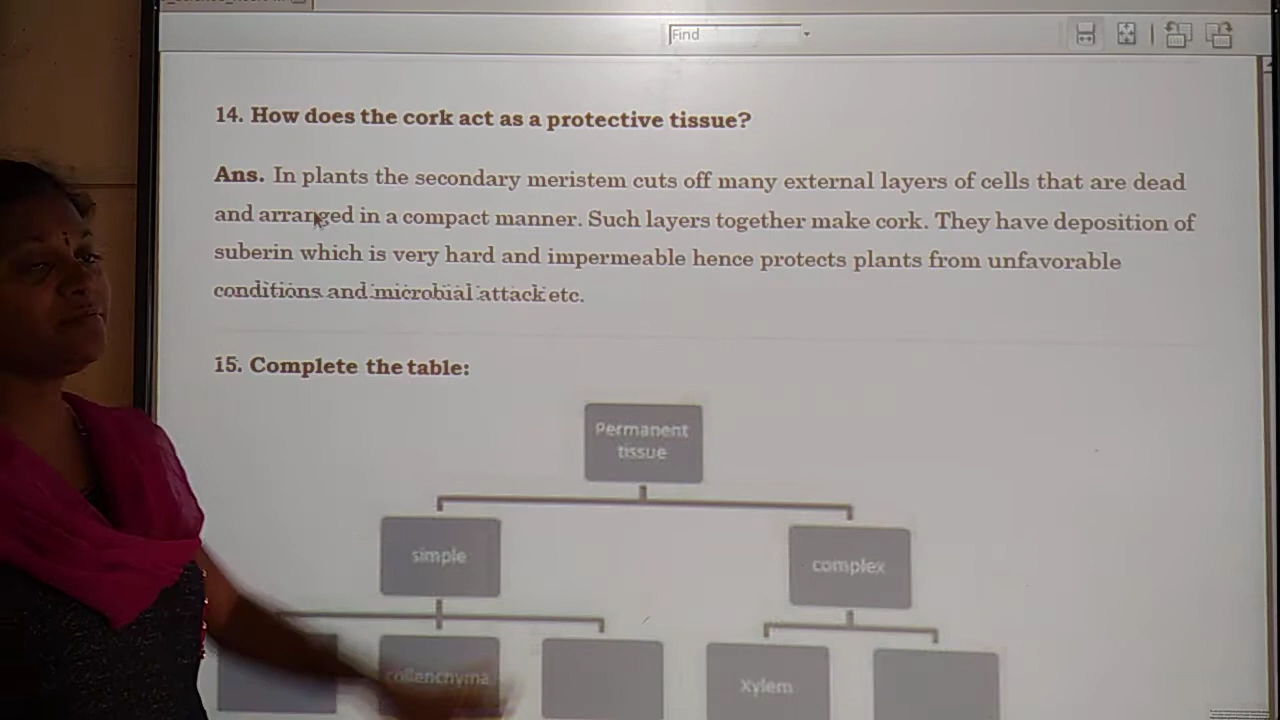 Find
14. How does the cork act as a protective tissue?
Ans. In plants the secondary meristem cuts off many external layers of cells that are dead
and arranged in a compact manner. Such layers together make cork. They have deposition of
suberin which is very hard and impermeable hence protects plants from unfavorable
conditions and microbial attack etc.
15. Complete the table:
Permanent
tissue
simple
complex
collenchyma
Xylem